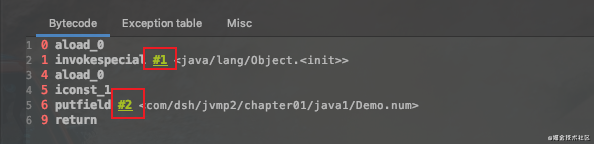 Bytecode Exception table Misc
1 0 aload_0
2 1 invokespecial #1 <java/lang/Object.<init>>
3 4 aload_0
4 5 iconst_1
5 6 putfield #2 <com/dsh/jvmp2/chapter01/java1/Demo.num>
6 9 return
@掘金技术社区